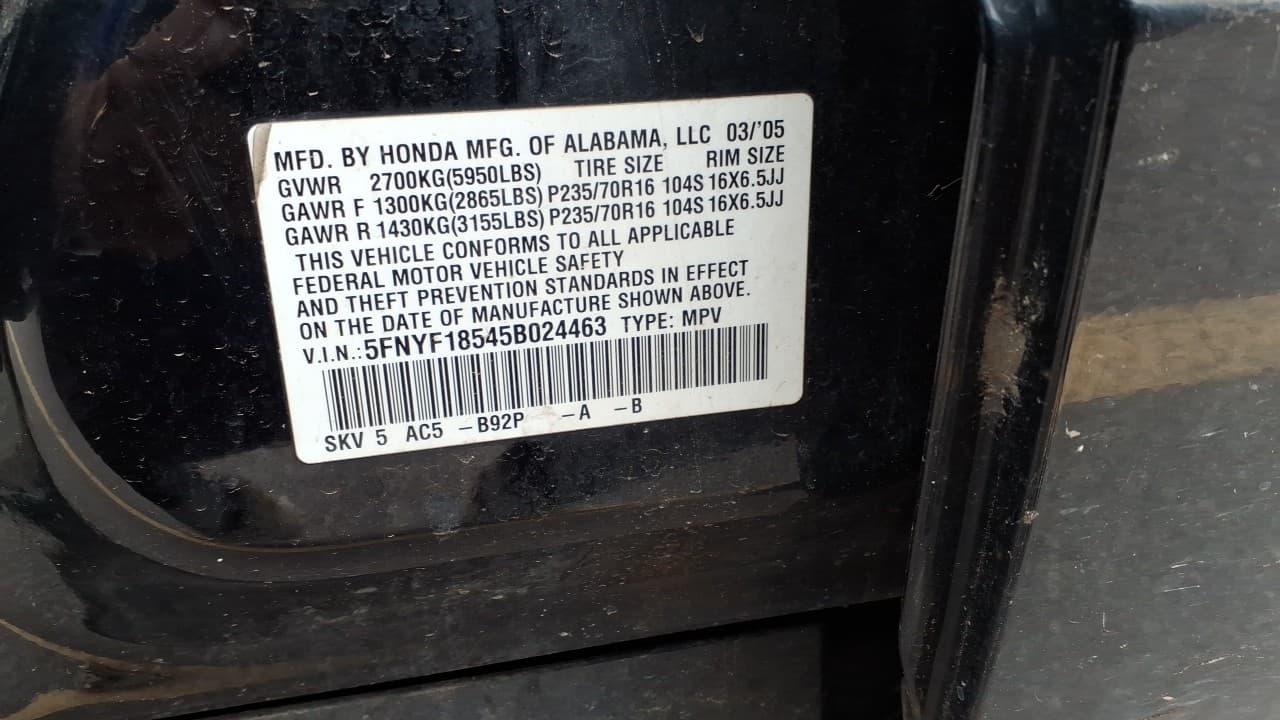 MFD. BY HONDA MFG. OF ALABAMA, LLC 03/'05
GVWR 2700KG(5950LBS) TIRE SIZE RIM SIZE
GAWR F 1300KG(2865LBS) P235/70R16 104S 16X6.5JJ
GAWR R 1430KG(3155LBS) P235/70R16 104S 16X6.5JJ
THIS VEHICLE CONFORMS TO ALL APPLICABLE
FEDERAL MOTOR VEHICLE SAFETY
AND THEFT PREVENTION STANDARDS IN EFFECT
ON THE DATE OF MANUFACTURE SHOWN ABOVE.
V.I.N.: 5FNYF18545B024463 TYPE: MPV
SKV 5 AC5 -B92P -A -B